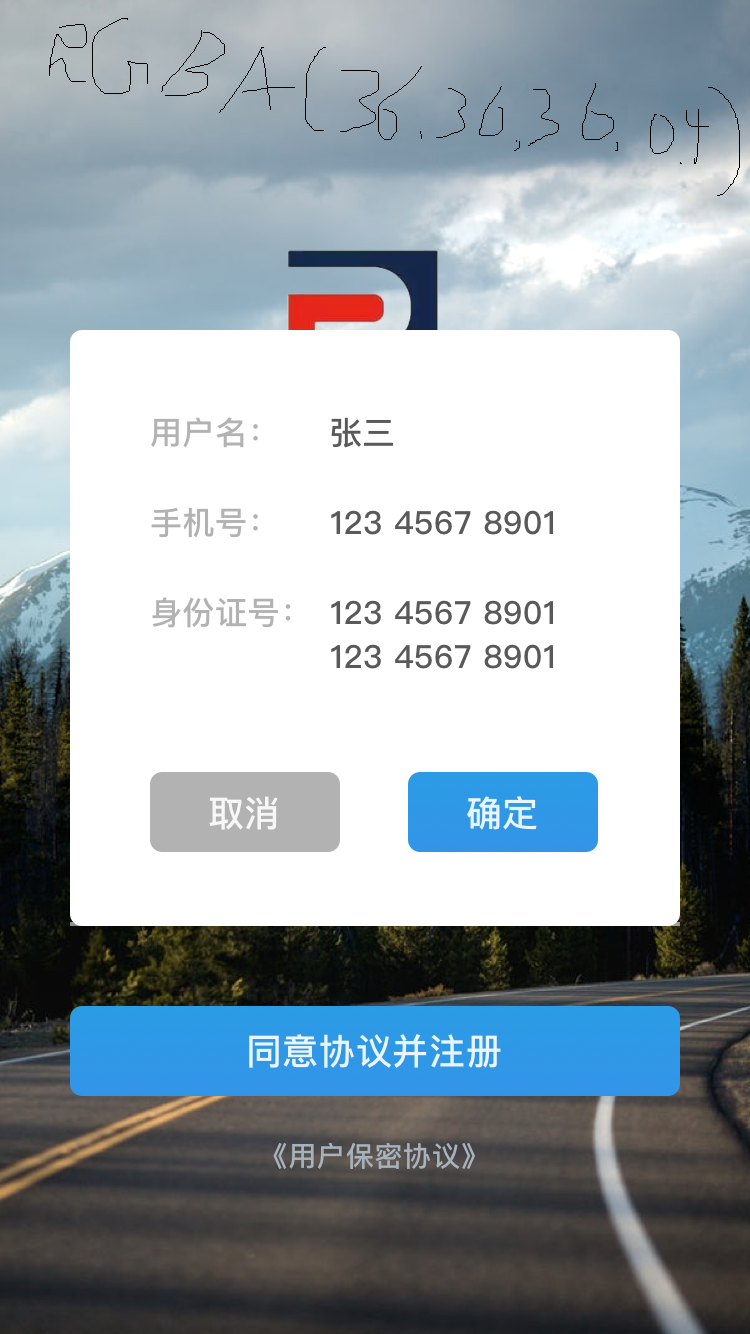 RGBA(36,36,36,0.4)
用户名： 张三
手机号： 123 4567 8901
身份证号： 123 4567 8901
123 4567 8901
取消 确定
同意协议并注册
《用户保密协议》